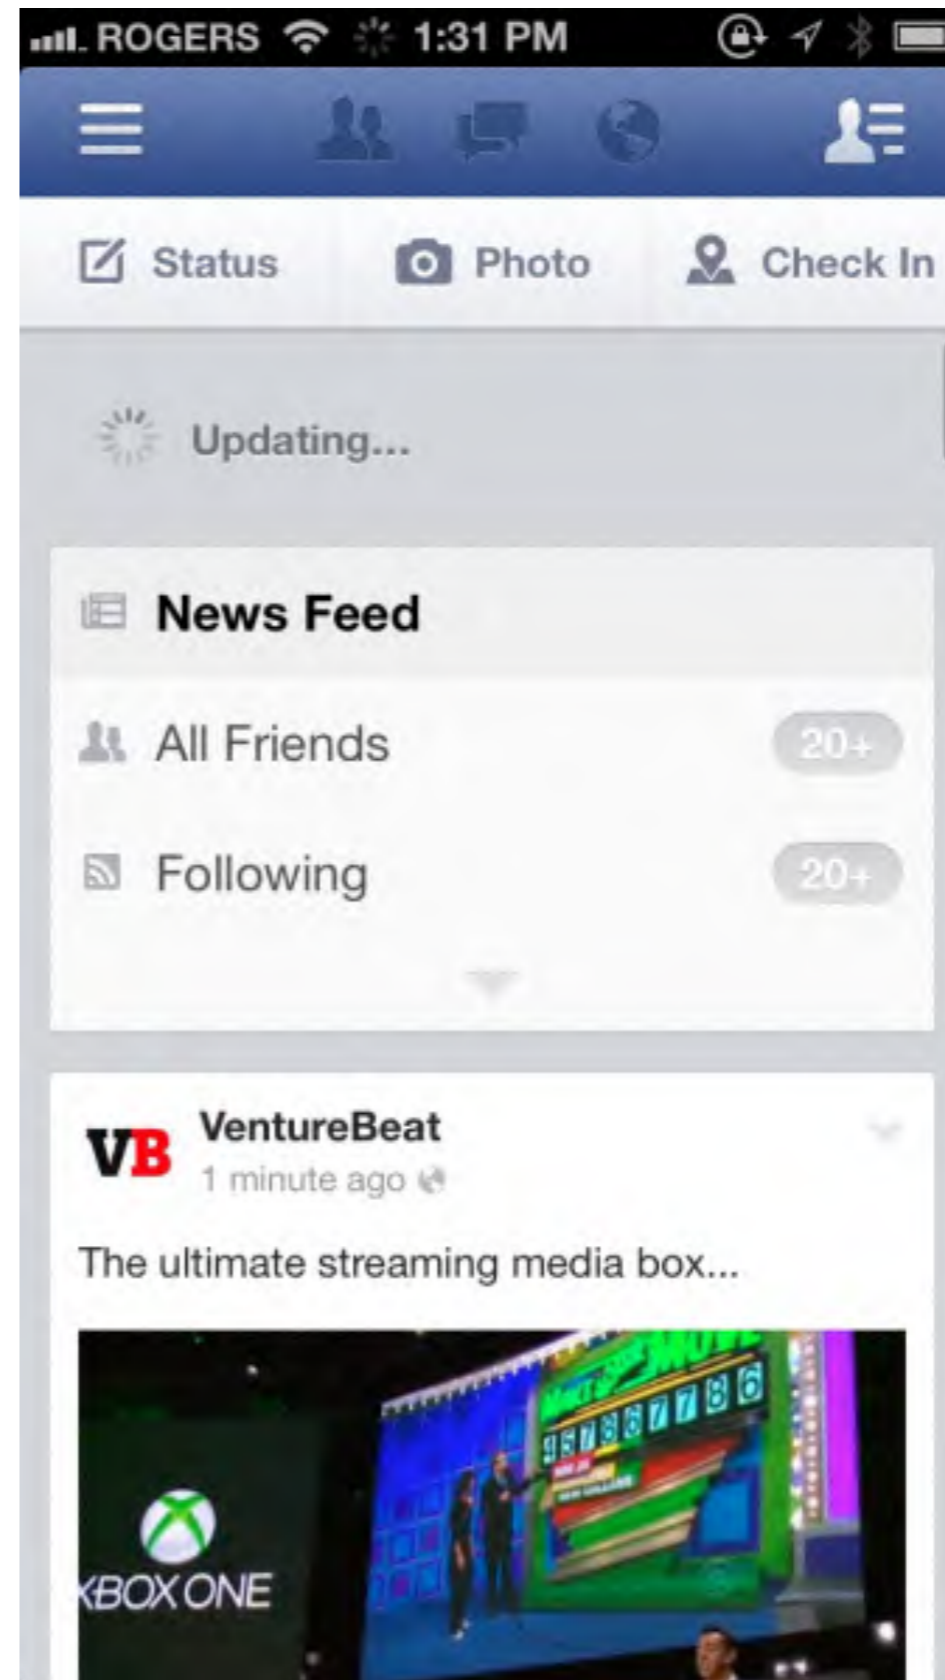 ROGERS 1:31 PM
Status Photo Check In
Updating...
News Feed
All Friends 20+
Following 20+
VB VentureBeat
1 minute ago
The ultimate streaming media box...
XBOX ONE
457867786